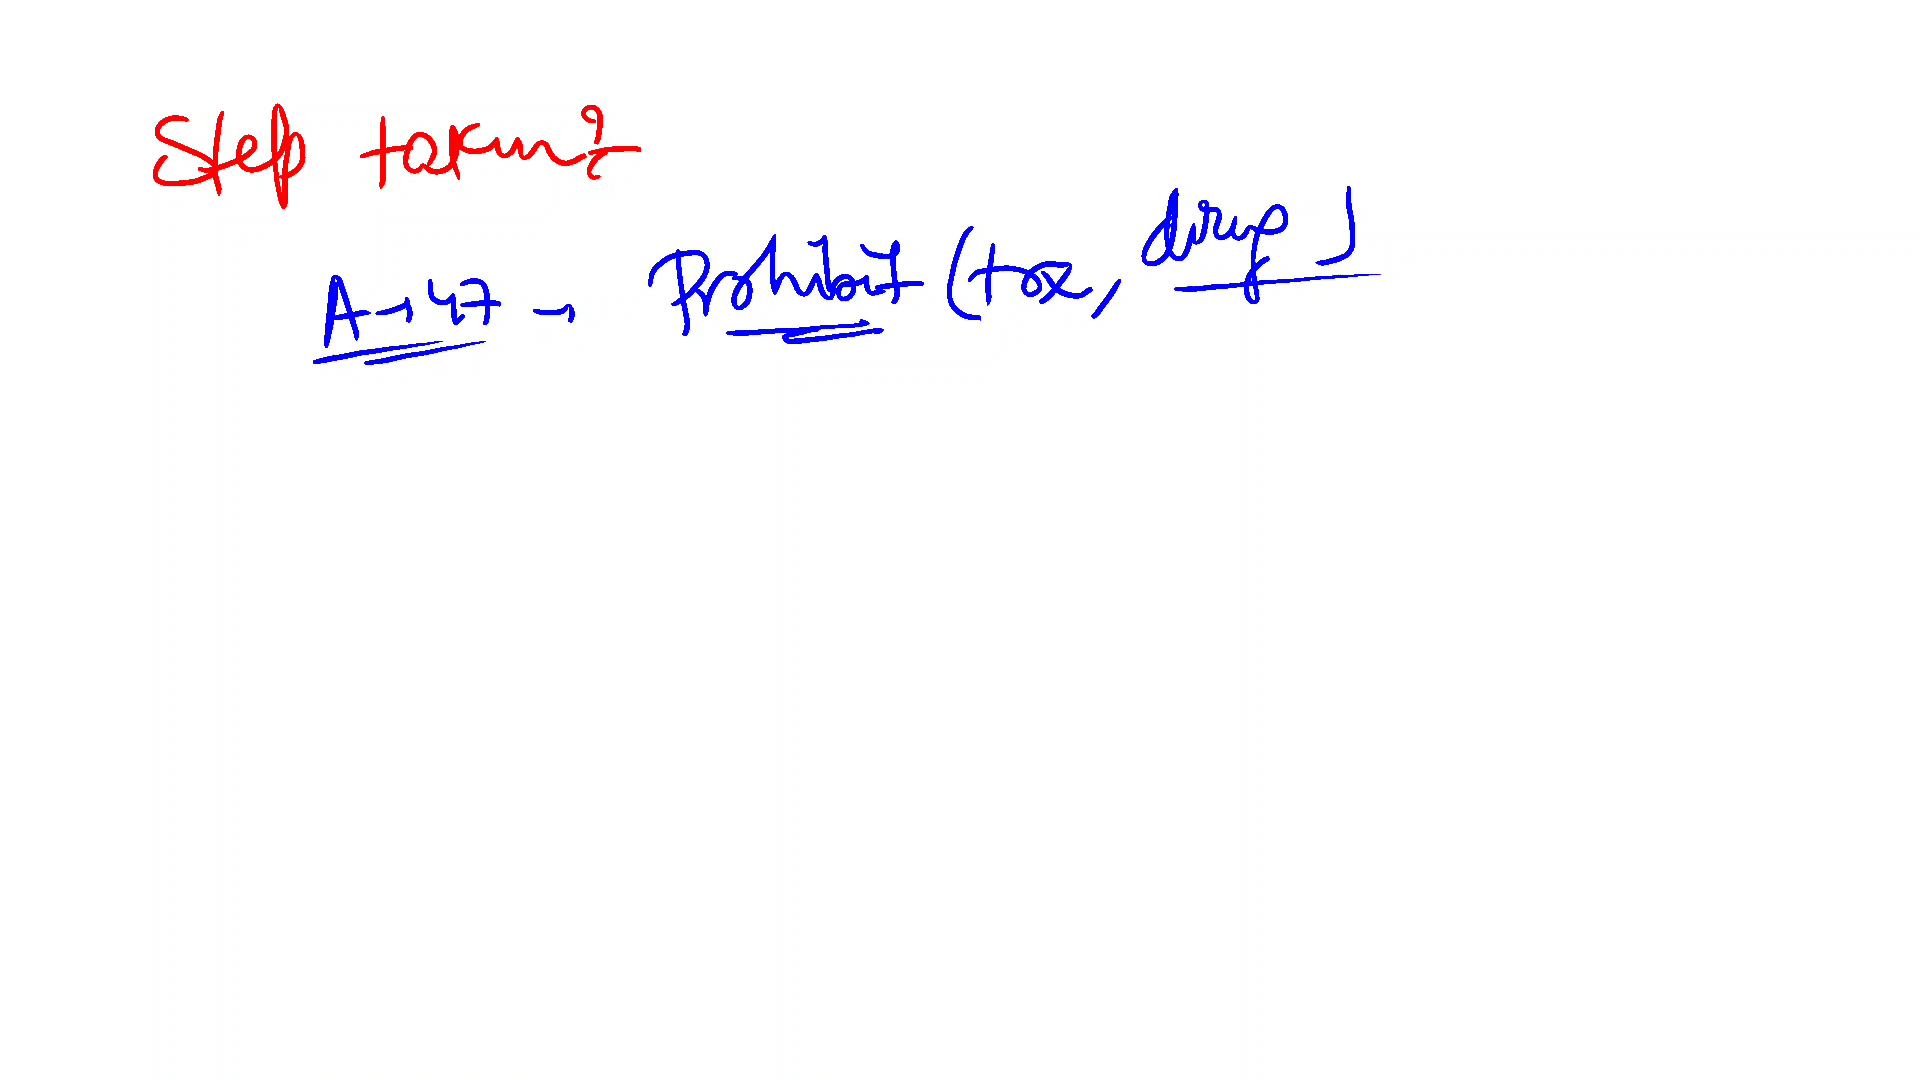 Step taken?
A → 47 → Prohibit (tox, drug)